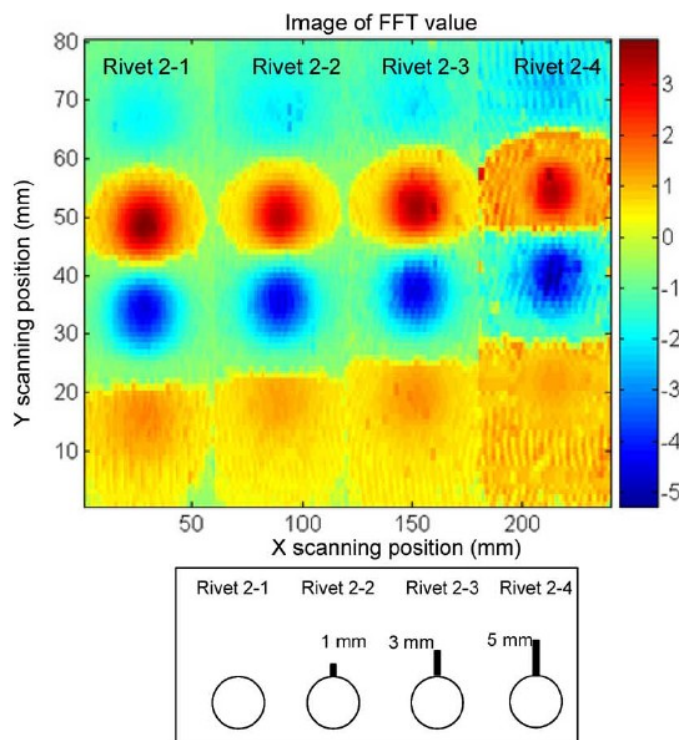 Image of FFT value
80
70
60
50
40
30
20
10
Y scanning position (mm)
Rivet 2-1 Rivet 2-2 Rivet 2-3 Rivet 2-4
50 100 150 200
X scanning position (mm)
3
2
1
0
-1
-2
-3
-4
-5
Rivet 2-1 Rivet 2-2 Rivet 2-3 Rivet 2-4
1 mm 3 mm 5 mm